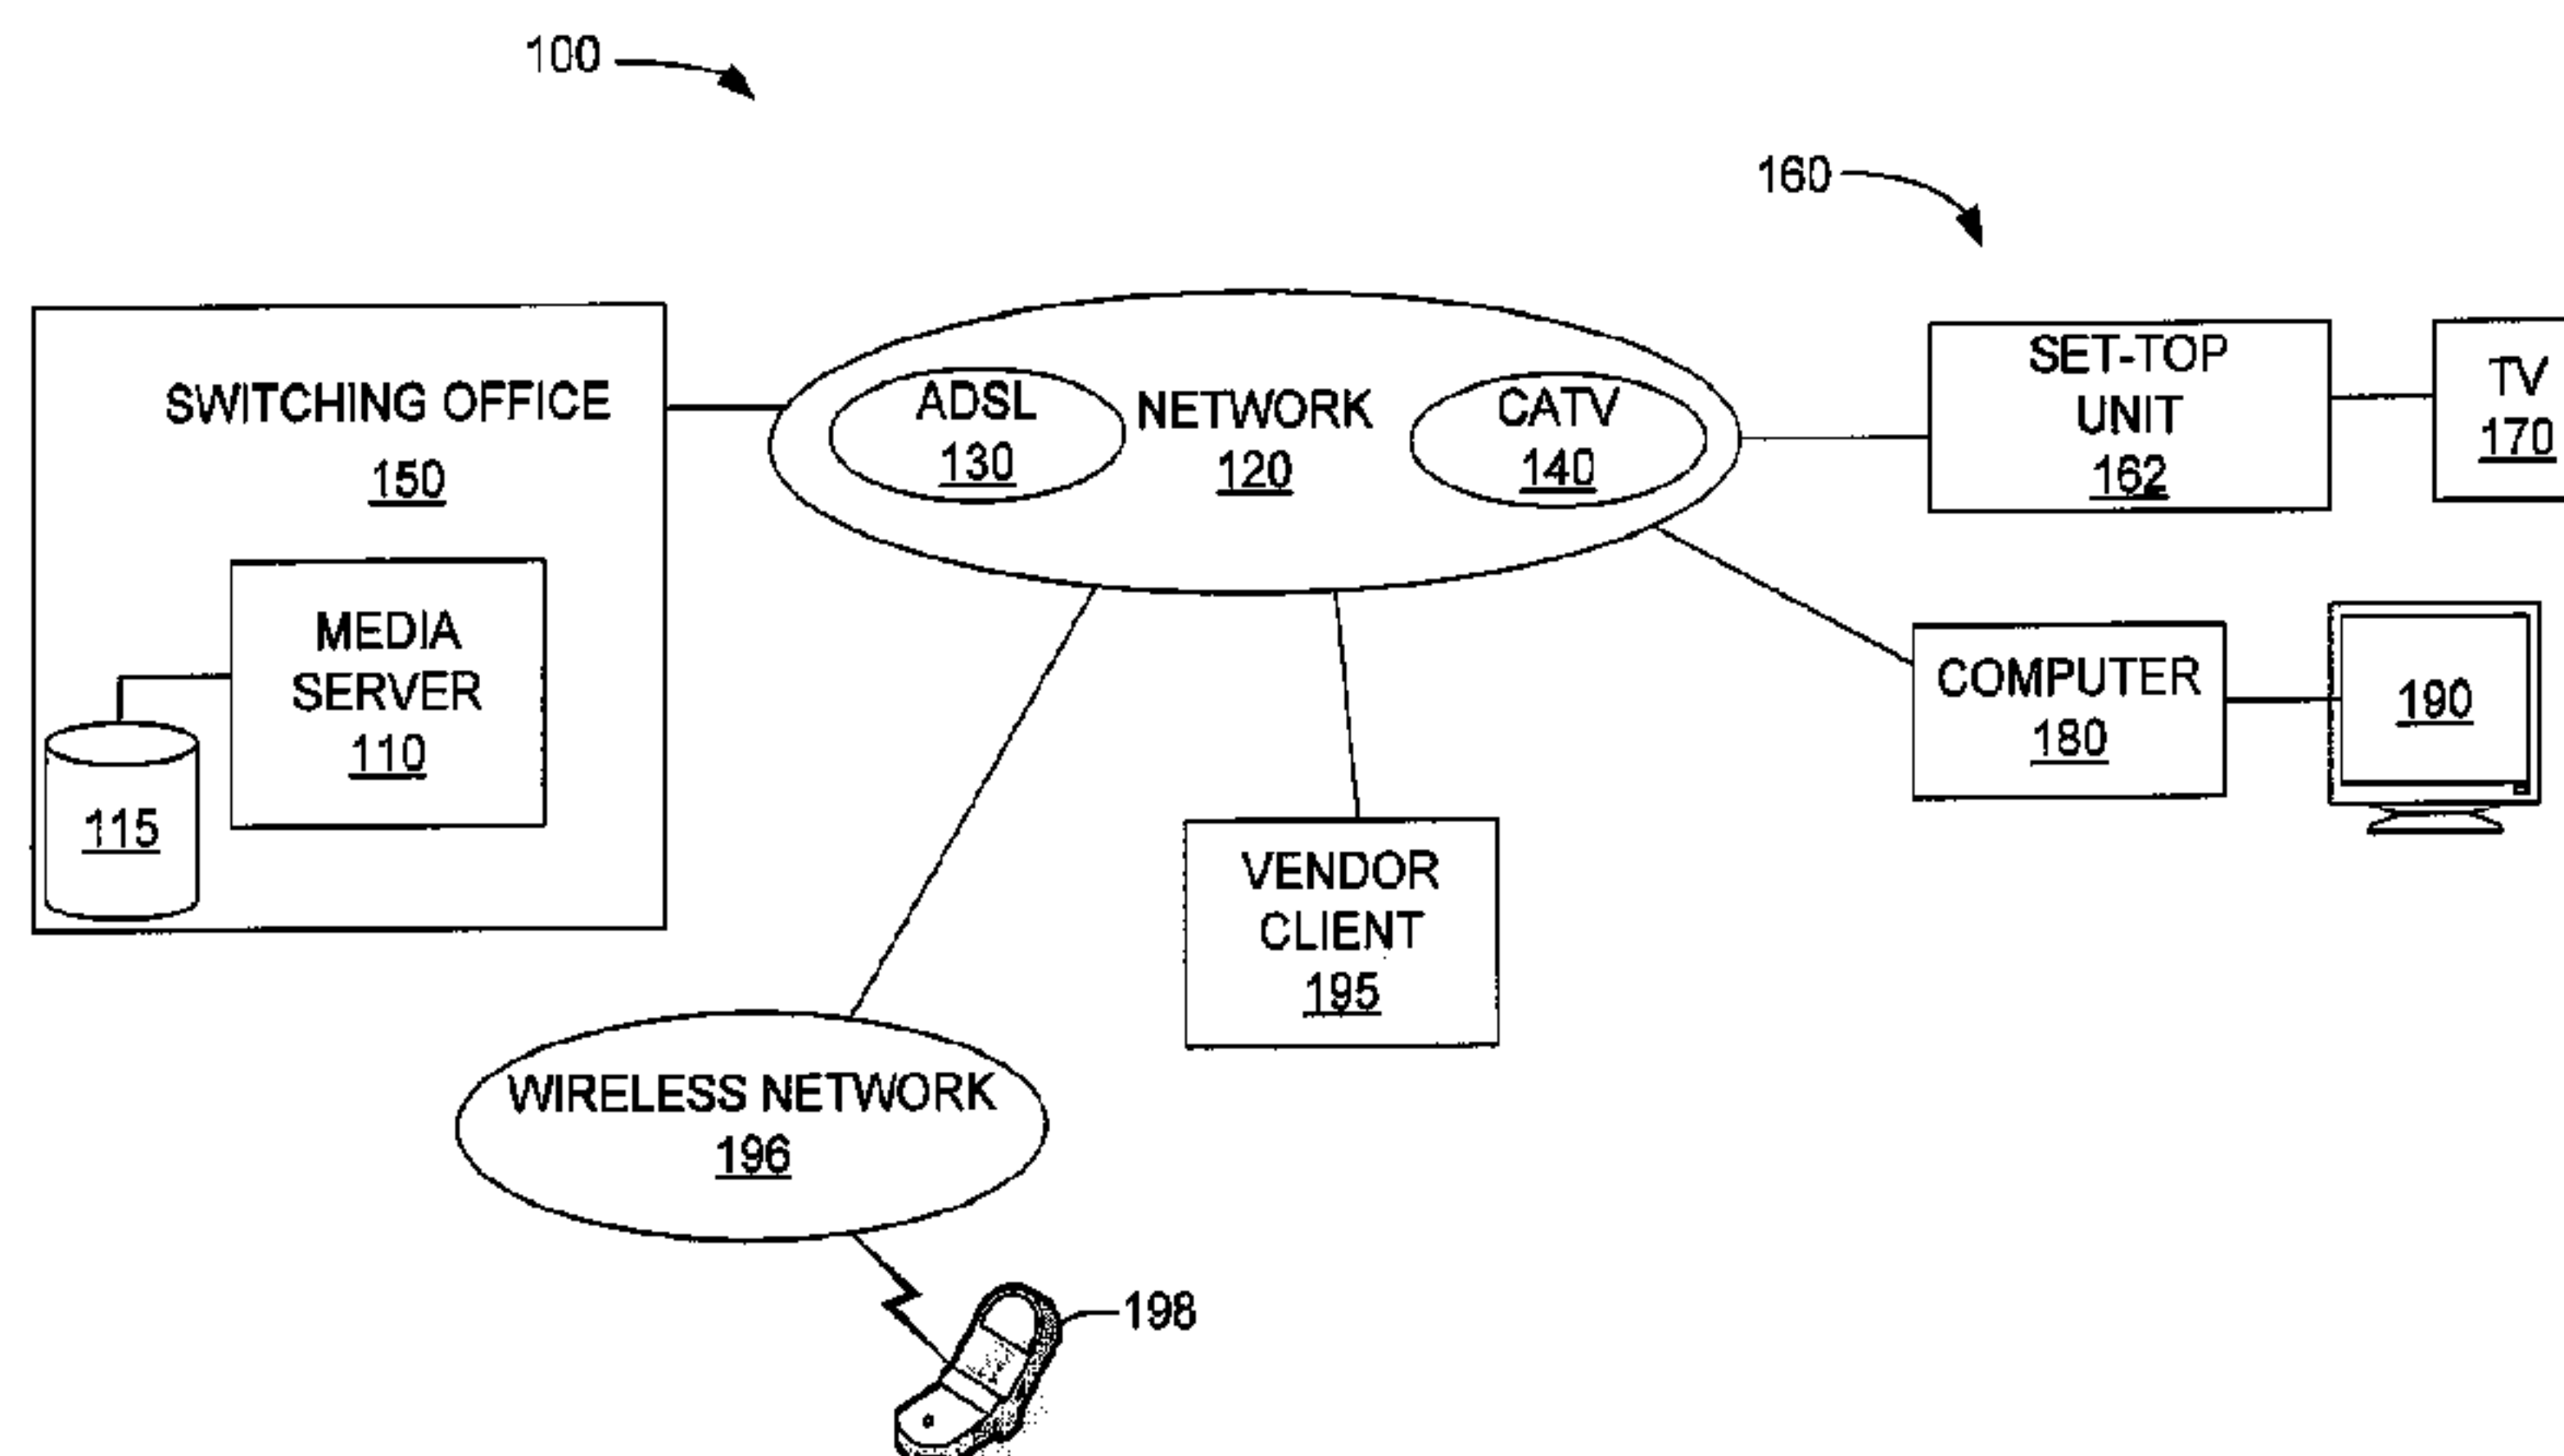 100
160
SWITCHING OFFICE
150
MEDIA
SERVER
110
115
ADSL
130
NETWORK
120
CATV
140
SET-TOP
UNIT
162
TV
170
COMPUTER
180
190
VENDOR
CLIENT
195
WIRELESS NETWORK
196
198